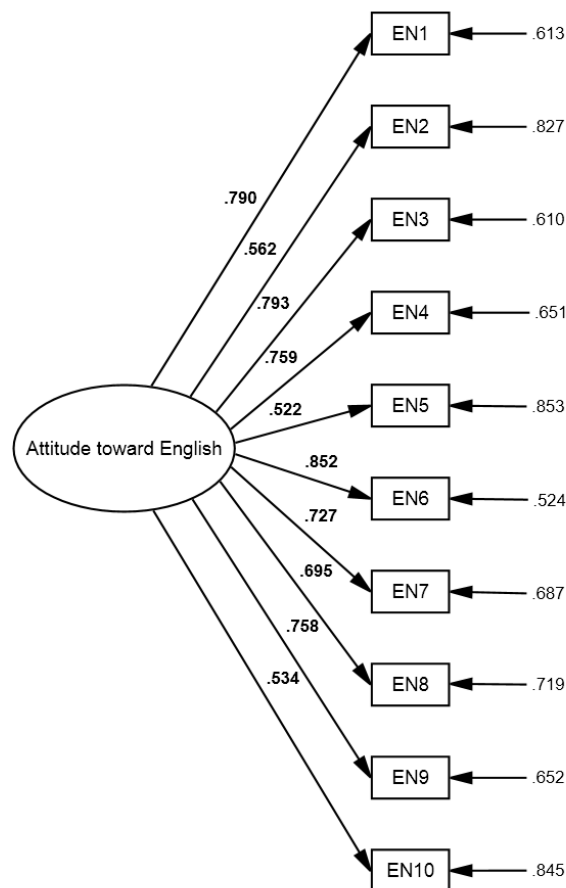 EN1
.613
EN2
.827
.790
EN3
.610
.562
.793
EN4
.651
.759
EN5
.853
.522
Attitude toward English
.852
EN6
.524
.727
EN7
.687
.695
.758
EN8
.719
.534
EN9
.652
EN10
.845